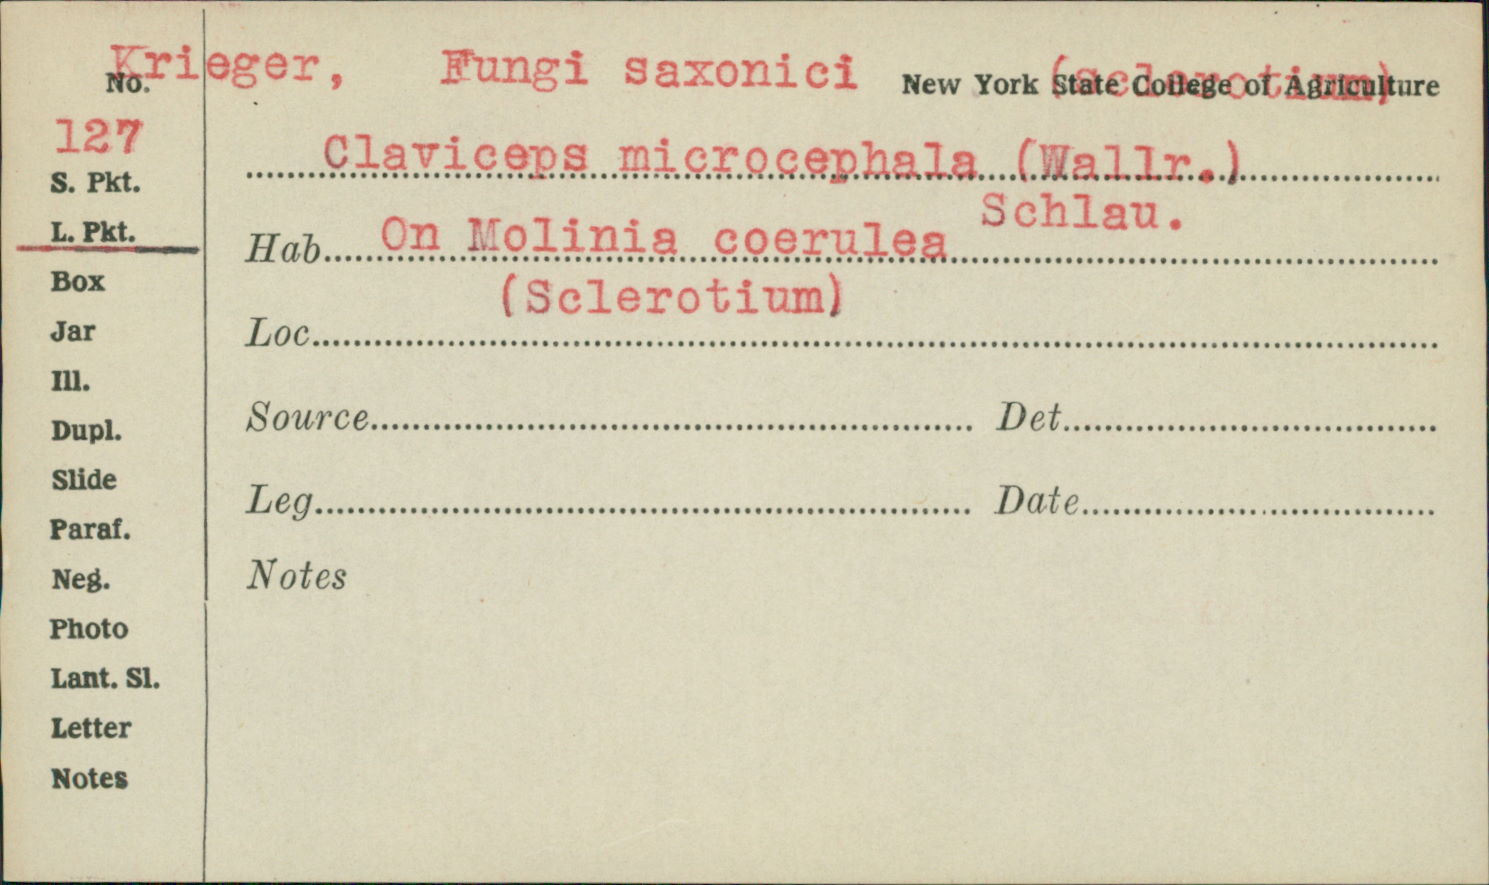 Krieger, Fungi saxonici (sclerotium)
No. New York State College of Agriculture
127
Claviceps microcephala (Wallr.)
S. Pkt.
Schlau.
L. Pkt.
Hab. On Molinia coerulea
(Sclerotium)
Box
Jar
Loc.
Ill.
Dupl.
Source Det.
Slide
Leg. Date
Paraf.
Neg.
Notes
Photo
Lant. Sl.
Letter
Notes